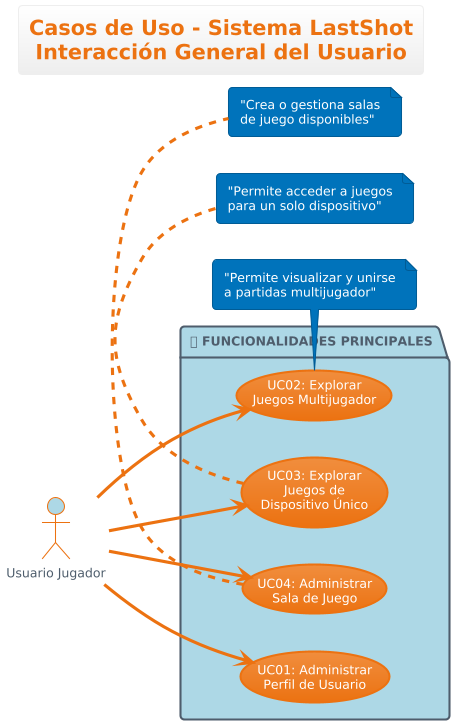 Casos de Uso - Sistema LastShot
Interacción General del Usuario
"Crea o gestiona salas
de juego disponibles"
"Permite acceder a juegos
para un solo dispositivo"
"Permite visualizar y unirse
a partidas multijugador"
FUNCIONALIDADES PRINCIPALES
UC02: Explorar
Juegos Multijugador
UC03: Explorar
Juegos de
Dispositivo Único
Usuario Jugador
UC04: Administrar
Sala de Juego
UC01: Administrar
Perfil de Usuario